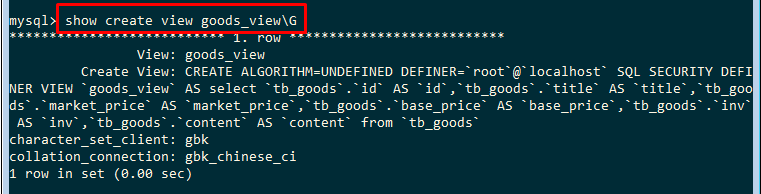 mysql> show create view goods_view\G
*************************** 1. row ***************************
View: goods_view
Create View: CREATE ALGORITHM=UNDEFINED DEFINER=`root`@`localhost` SQL SECURITY DEFI
NER VIEW `goods_view` AS select `tb_goods`.`id` AS `id`,`tb_goods`.`title` AS `title`,`tb_goo
ds`.`market_price` AS `market_price`,`tb_goods`.`base_price` AS `base_price`,`tb_goods`.`inv`
AS `inv`,`tb_goods`.`content` AS `content` from `tb_goods`
character_set_client: gbk
collation_connection: gbk_chinese_ci
1 row in set (0.00 sec)